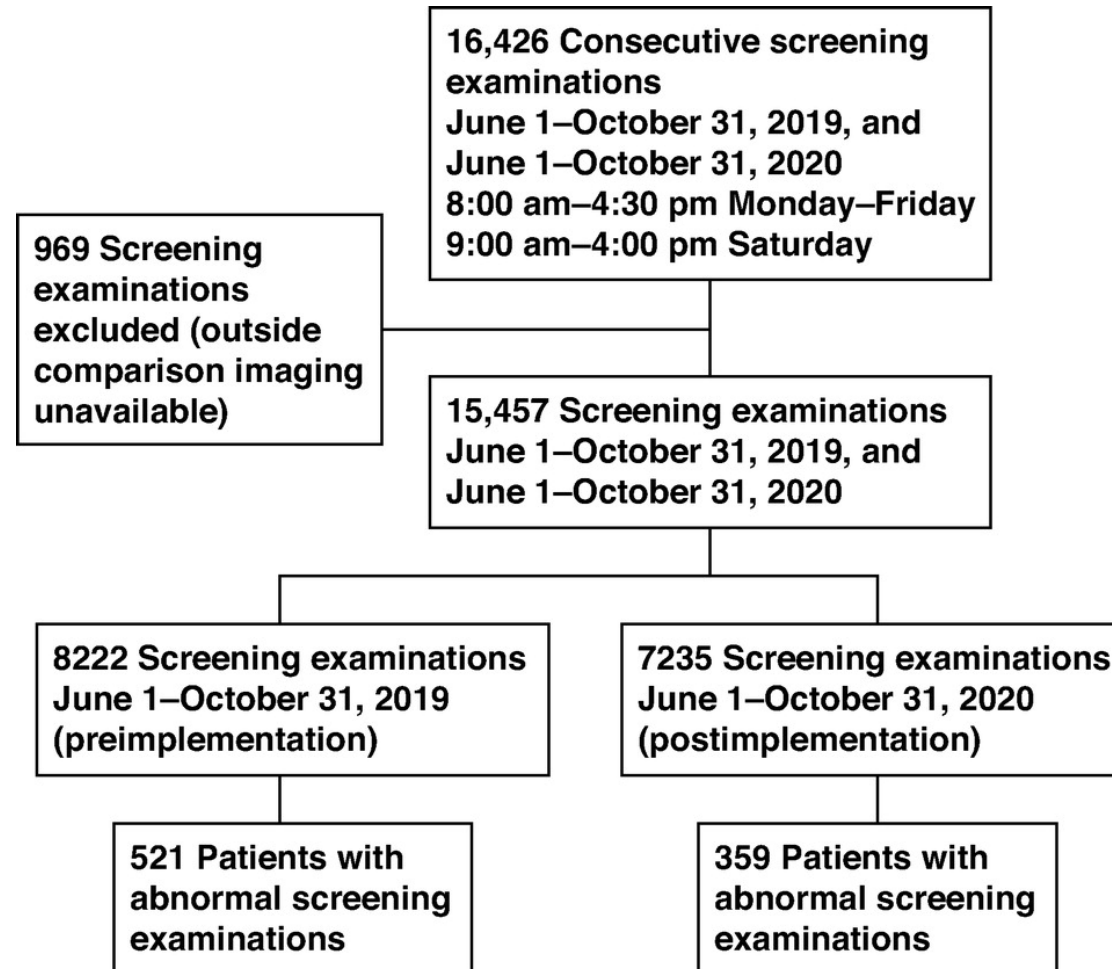 16,426 Consecutive screening
examinations
June 1–October 31, 2019, and
June 1–October 31, 2020
8:00 am–4:30 pm Monday–Friday
9:00 am–4:00 pm Saturday
969 Screening
examinations
excluded (outside
comparison imaging
unavailable)
15,457 Screening examinations
June 1–October 31, 2019, and
June 1–October 31, 2020
8222 Screening examinations
June 1–October 31, 2019
(preimplementation)
7235 Screening examinations
June 1–October 31, 2020
(postimplementation)
521 Patients with
abnormal screening
examinations
359 Patients with
abnormal screening
examinations